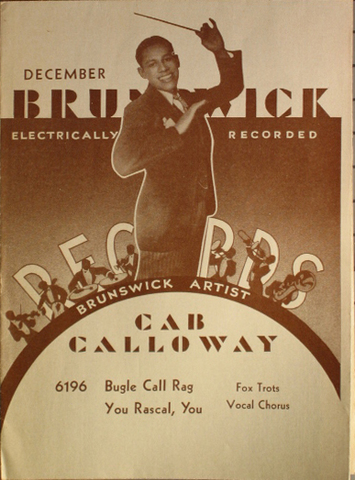 DECEMBER
BRUNSWICK
ELECTRICALLY RECORDED
RECORDS
BRUNSWICK ARTIST
CAB
CALLOWAY
6196 Bugle Call Rag Fox Trots
You Rascal, You Vocal Chorus